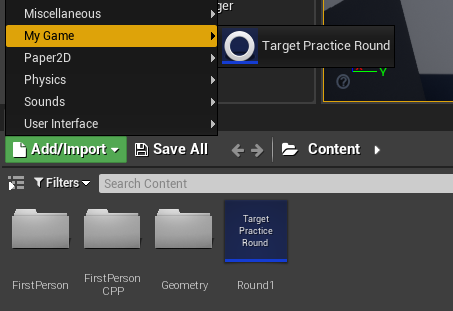 Miscellaneous
ger
My Game
Target Practice Round
Paper2D
Physics
Y
Sounds
User Interface
Add/Import
Save All
Content
Filters
Search Content
Target
Practice
Round
FirstPerson
FirstPerson
CPP
Geometry
Round1